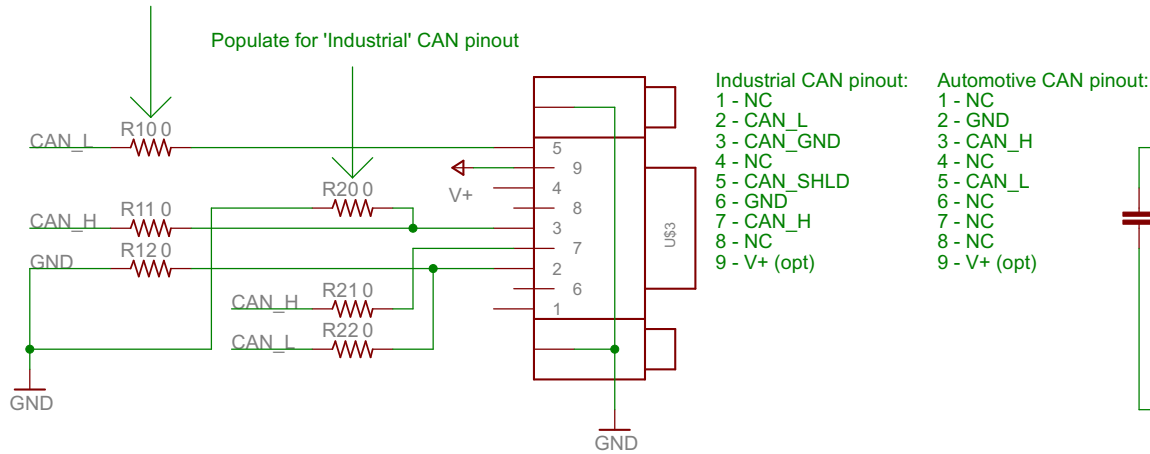 Populate for 'Industrial' CAN pinout
Industrial CAN pinout:
1 - NC
2 - CAN_L
3 - CAN_GND
4 - NC
5 - CAN_SHLD
6 - GND
7 - CAN_H
8 - NC
9 - V+ (opt)
Automotive CAN pinout:
1 - NC
2 - GND
3 - CAN_H
4 - NC
5 - CAN_L
6 - NC
7 - NC
8 - NC
9 - V+ (opt)
CAN_L
R10 0
5
9
V+
4
R20 0
8
CAN_H
R11 0
3
7
GND
R12 0
2
6
CAN_H
R21 0
1
CAN_L
R22 0
U$3
GND
GND